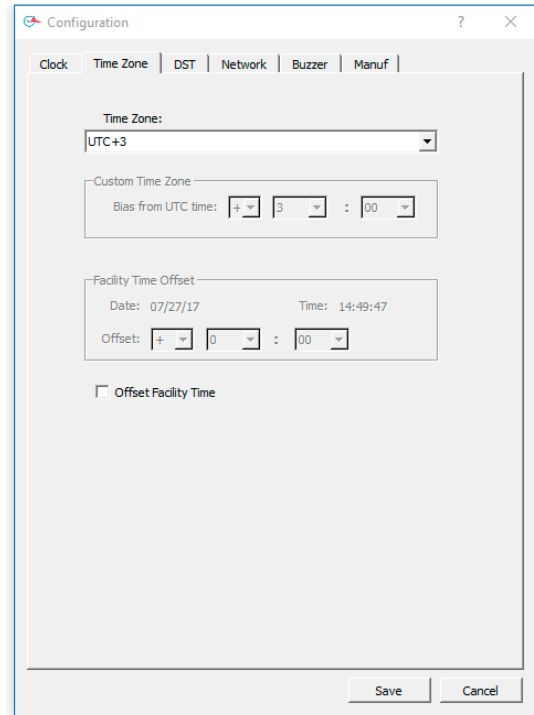 Configuration ?
Clock Time Zone DST Network Buzzer Manuf
Time Zone:
UTC+3
Custom Time Zone
Bias from UTC time: + 3 : 00
Facility Time Offset
Date: 07/27/17 Time: 14:49:47
Offset: + 0 : 00
Offset Facility Time
Save Cancel